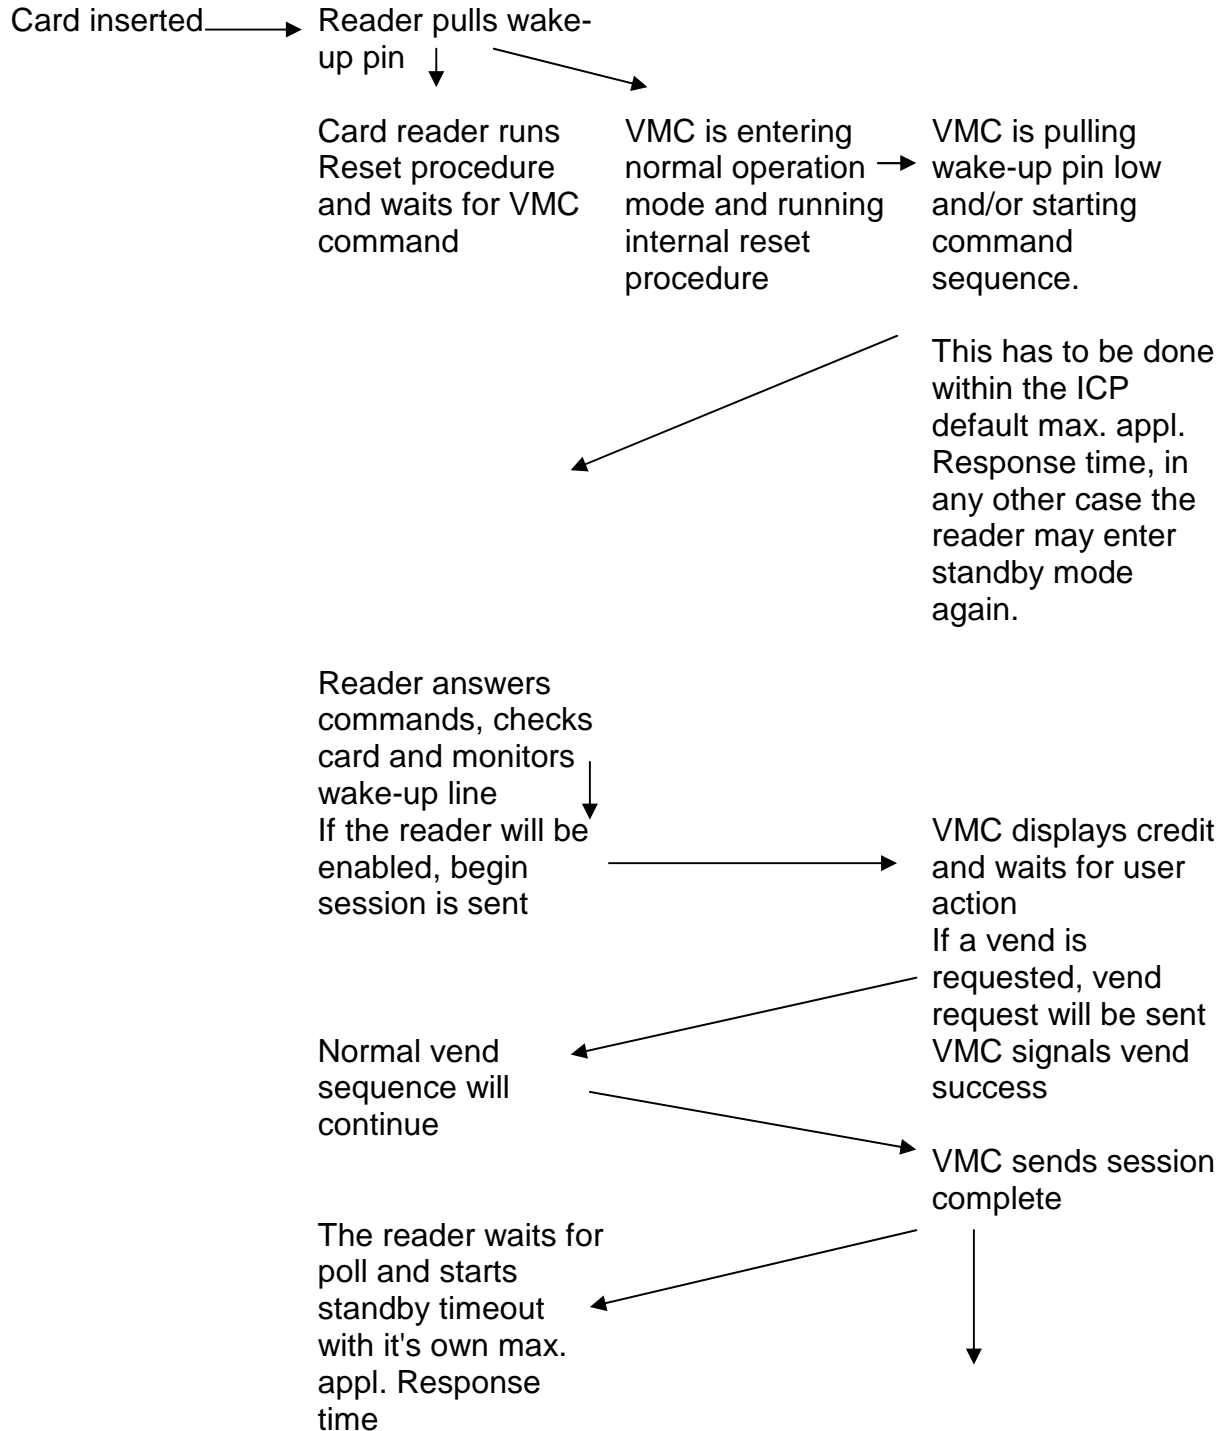 Card inserted
Reader pulls wake-
up pin
Card reader runs
Reset procedure
and waits for VMC
command
VMC is entering
normal operation
mode and running
internal reset
procedure
VMC is pulling
wake-up pin low
and/or starting
command
sequence.
This has to be done
within the ICP
default max. appl.
Response time, in
any other case the
reader may enter
standby mode
again.
Reader answers
commands, checks
card and monitors
wake-up line
If the reader will be
enabled, begin
session is sent
VMC displays credit
and waits for user
action
If a vend is
requested, vend
request will be sent
Normal vend
sequence will
continue
VMC signals vend
success
VMC sends session
complete
The reader waits for
poll and starts
standby timeout
with it's own max.
appl. Response
time